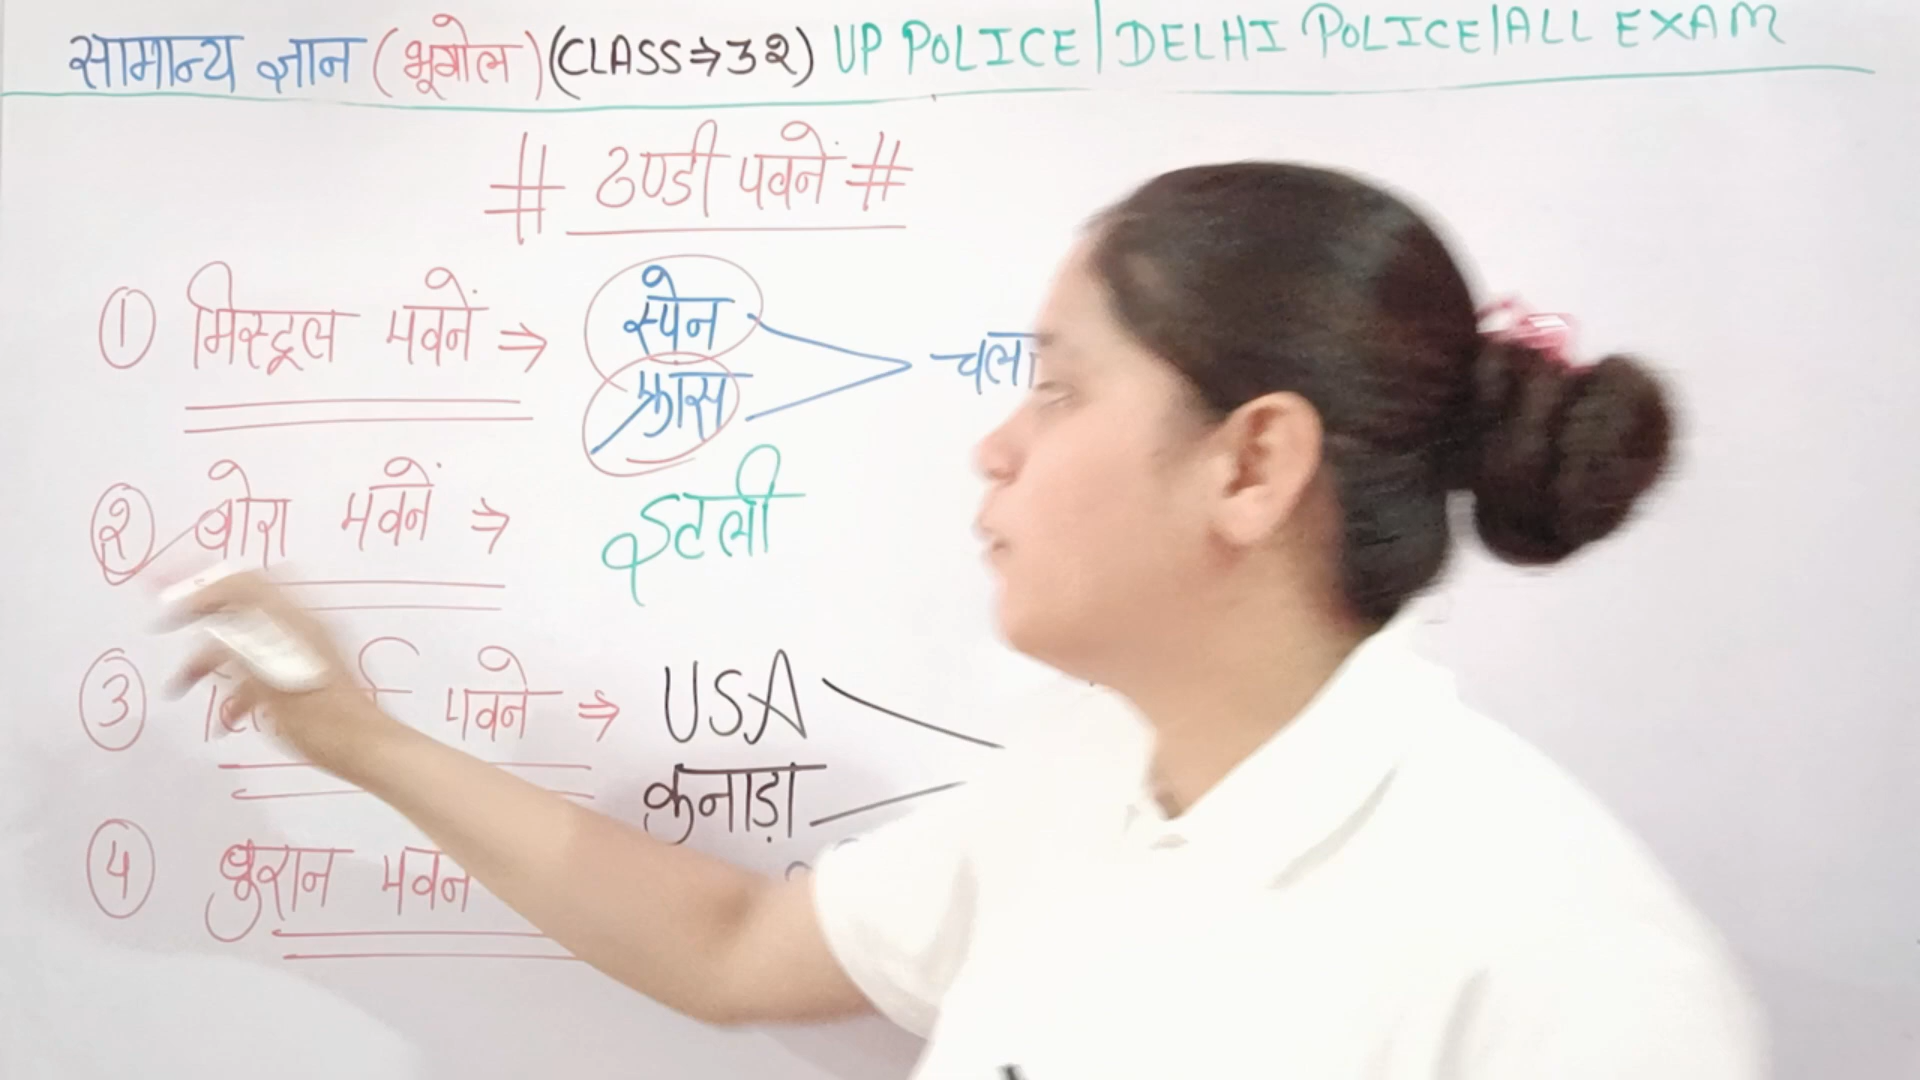 सामान्य ज्ञान (भूगोल) (CLASS⇒32) UP POLICE|DELHI POLICE|ALL EXAM
# ठण्डी पवनें #
① मिस्ट्रल पवनें ⇒ स्पेन
फ्रांस
② बोरा पवनें ⇒ इटली
③ पवने ⇒ USA
कनाडा
④ बुरान पवन